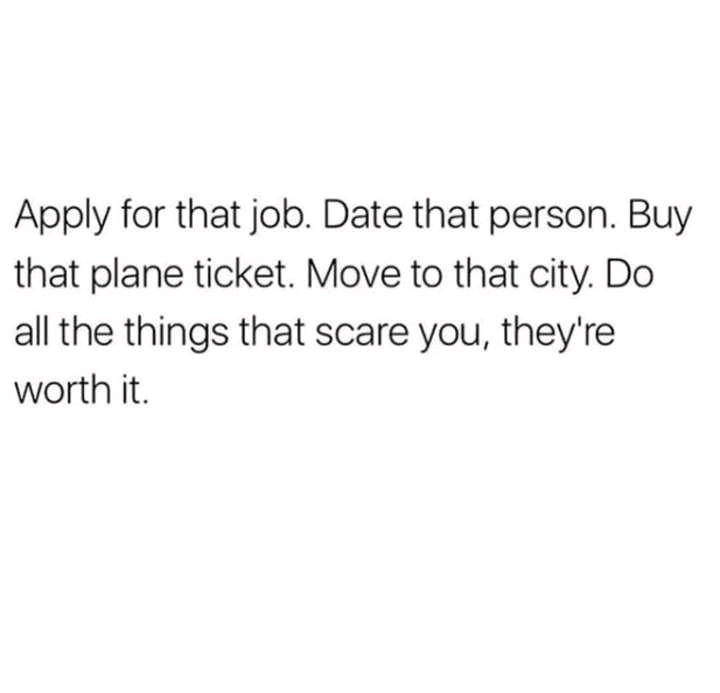 Apply for that job. Date that person. Buy
that plane ticket. Move to that city. Do
all the things that scare you, they're
worth it.